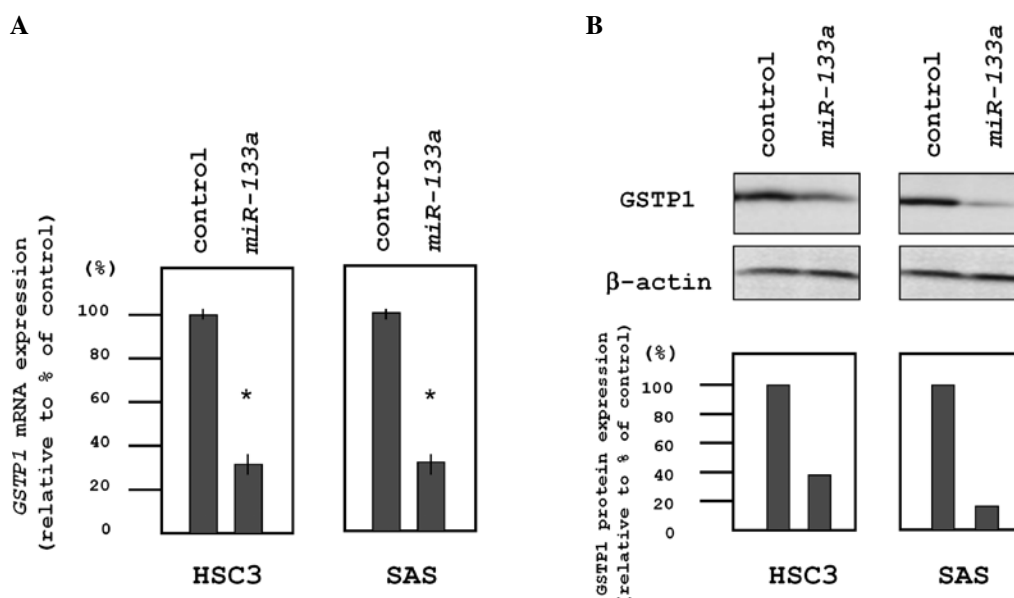 A
GSTP1 mRNA expression
(relative to % of control)
(%)
100
80
60
40
20
0
control
miR-133a
*
HSC3
control
miR-133a
*
SAS
B
control
miR-133a
control
miR-133a
GSTP1
β-actin
GSTP1 protein expression
(relative to % of control)
(%)
100
80
60
40
20
0
HSC3
SAS